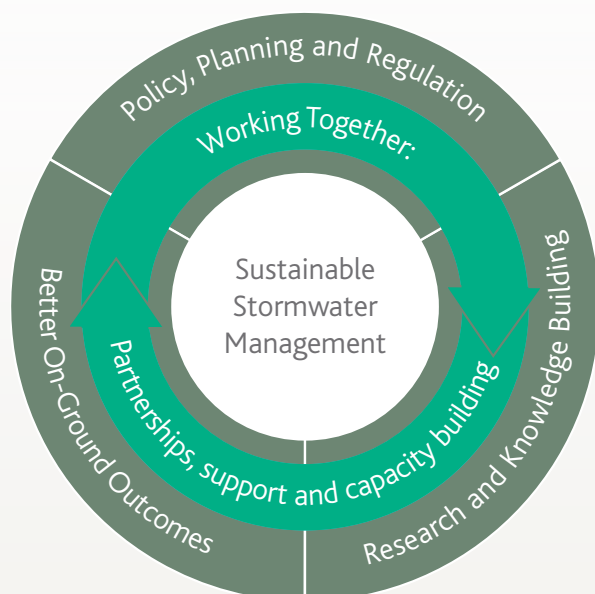 Policy, Planning and Regulation
Working Together:
Sustainable
Stormwater
Management
Partnerships, support and capacity building
Better On-Ground Outcomes
Research and Knowledge Building